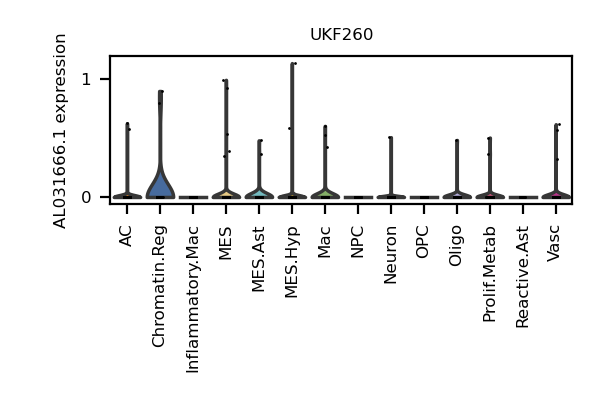 UKF260
AL031666.1 expression
1
0
AC
Chromatin.Reg
Inflammatory.Mac
MES
MES.Ast
MES.Hyp
Mac
NPC
Neuron
OPC
Oligo
Prolif.Metab
Reactive.Ast
Vasc